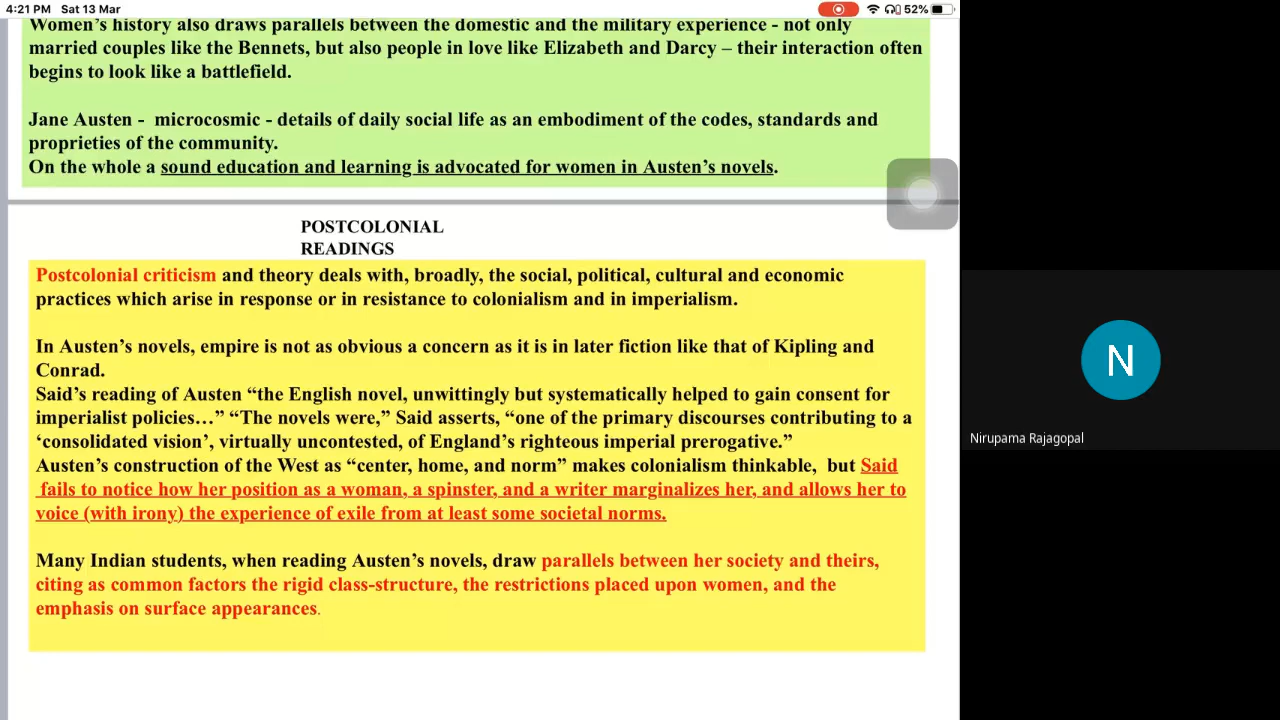 4:21 PM Sat 13 Mar
52%
Women's history also draws parallels between the domestic and the military experience - not only
married couples like the Bennets, but also people in love like Elizabeth and Darcy – their interaction often
begins to look like a battlefield.
Jane Austen - microcosmic - details of daily social life as an embodiment of the codes, standards and
proprieties of the community.
On the whole a sound education and learning is advocated for women in Austen's novels.
POSTCOLONIAL
READINGS
Postcolonial criticism and theory deals with, broadly, the social, political, cultural and economic
practices which arise in response or in resistance to colonialism and in imperialism.
In Austen's novels, empire is not as obvious a concern as it is in later fiction like that of Kipling and
Conrad.
Said's reading of Austen “the English novel, unwittingly but systematically helped to gain consent for
imperialist policies…” “The novels were,” Said asserts, “one of the primary discourses contributing to a
‘consolidated vision’, virtually uncontested, of England's righteous imperial prerogative.”
Austen's construction of the West as “center, home, and norm” makes colonialism thinkable, but Said
fails to notice how her position as a woman, a spinster, and a writer marginalizes her, and allows her to
voice (with irony) the experience of exile from at least some societal norms.
Many Indian students, when reading Austen's novels, draw parallels between her society and theirs,
citing as common factors the rigid class-structure, the restrictions placed upon women, and the
emphasis on surface appearances.
N
Nirupama Rajagopal